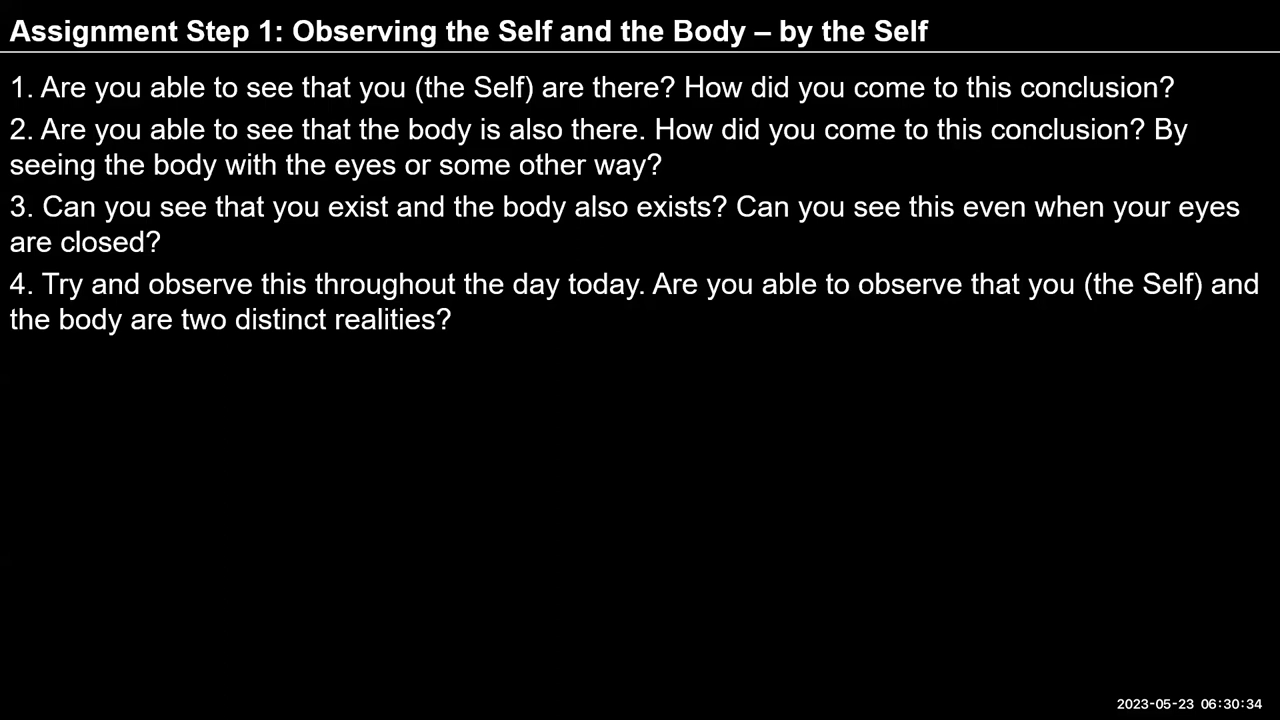 Assignment Step 1: Observing the Self and the Body – by the Self
1. Are you able to see that you (the Self) are there? How did you come to this conclusion?
2. Are you able to see that the body is also there. How did you come to this conclusion? By
seeing the body with the eyes or some other way?
3. Can you see that you exist and the body also exists? Can you see this even when your eyes
are closed?
4. Try and observe this throughout the day today. Are you able to observe that you (the Self) and
the body are two distinct realities?
2023-05-23 06:30:34